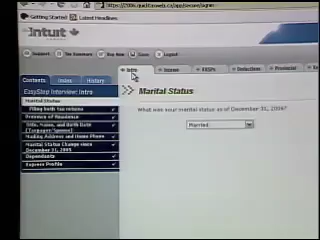 Getting Started Latest Headlines
intuit
Support Tax Summary Buy Now Save Logout
Intro Income RRSPs Deductions Provincial
Contents Index History
EasyStep Interview: Intro
Marital Status
Marital Status
Filing both tax returns
What was your marital status as of December 31, 2006?
Province of Residence
Married
Title, Name, and Birth Date
(Taxpayer/Spouse)
Mailing Address and Home Phone
Marital Status Change since
December 31, 2005
Dependants
Express Profile